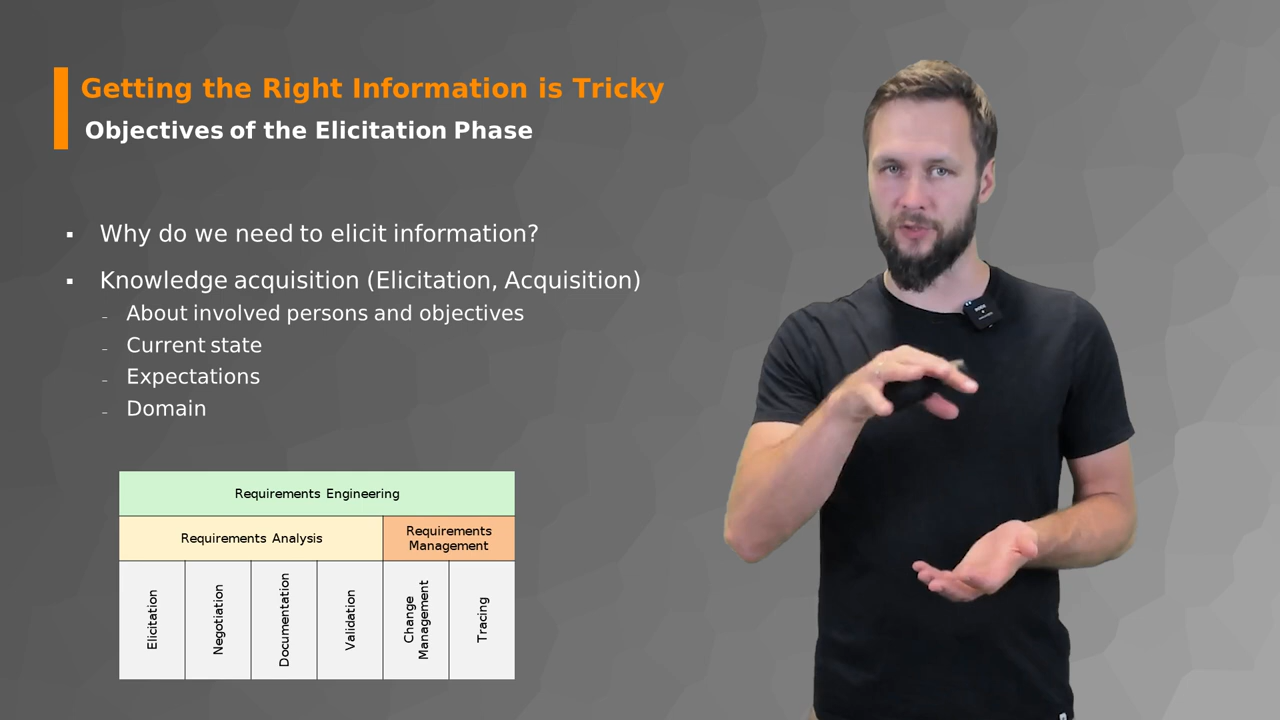 Getting the Right Information is Tricky
Objectives of the Elicitation Phase
▪ Why do we need to elicit information?
▪ Knowledge acquisition (Elicitation, Acquisition)
– About involved persons and objectives
– Current state
– Expectations
– Domain
Requirements Engineering
Requirements Analysis
Requirements
Management
Elicitation
Negotiation
Documentation
Validation
Change
Management
Tracing